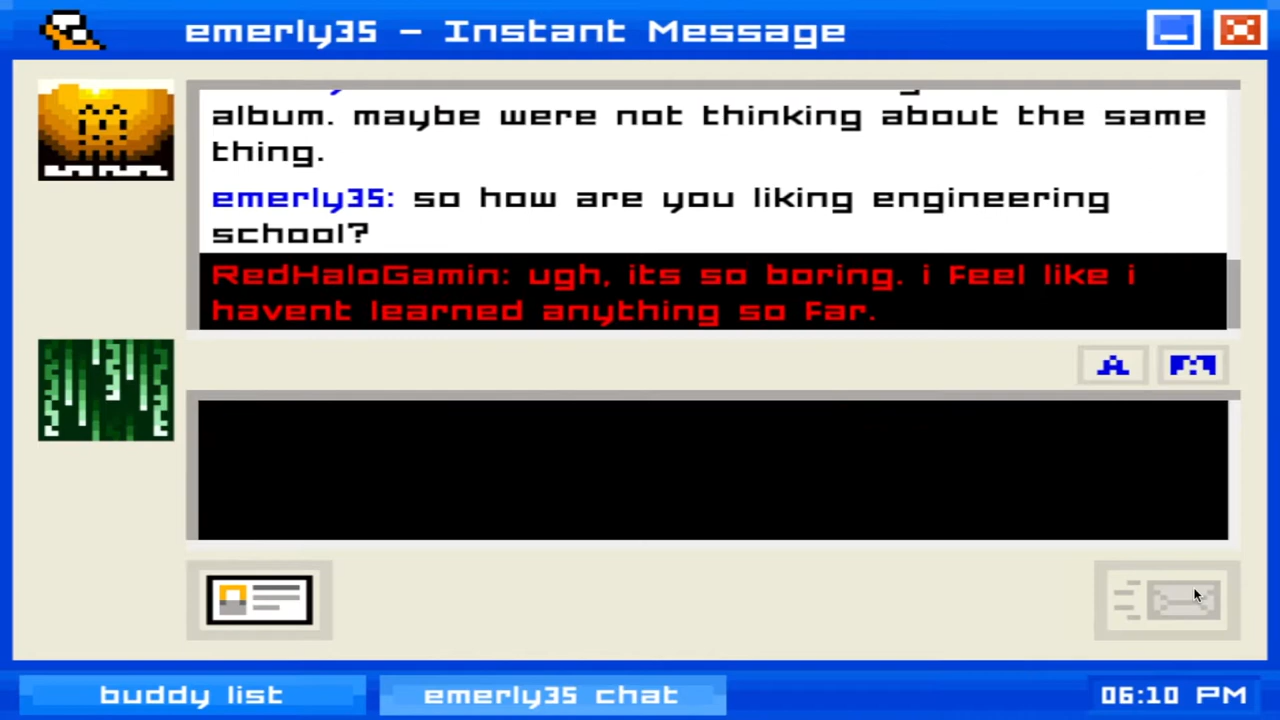 emerly35 - Instant Message
album. maybe were not thinking about the same
thing.
emerly35: so how are you liking engineering
school?
RedHaloGamin: ugh, its so boring. i feel like i
havent learned anything so far.
A
buddy list
emerly35 chat
06:10 PM